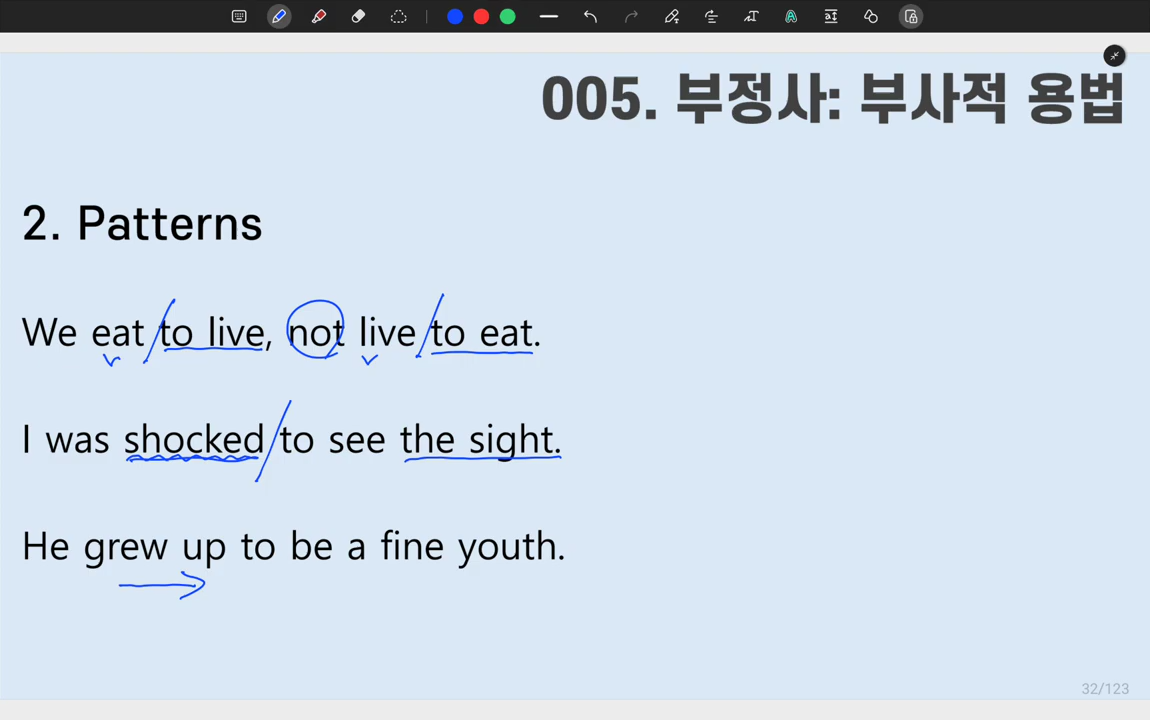 005. 부정사: 부사적 용법
2. Patterns
We eat to live, not live to eat.
v v
I was shocked to see the sight.
He grew up to be a fine youth.
32/123